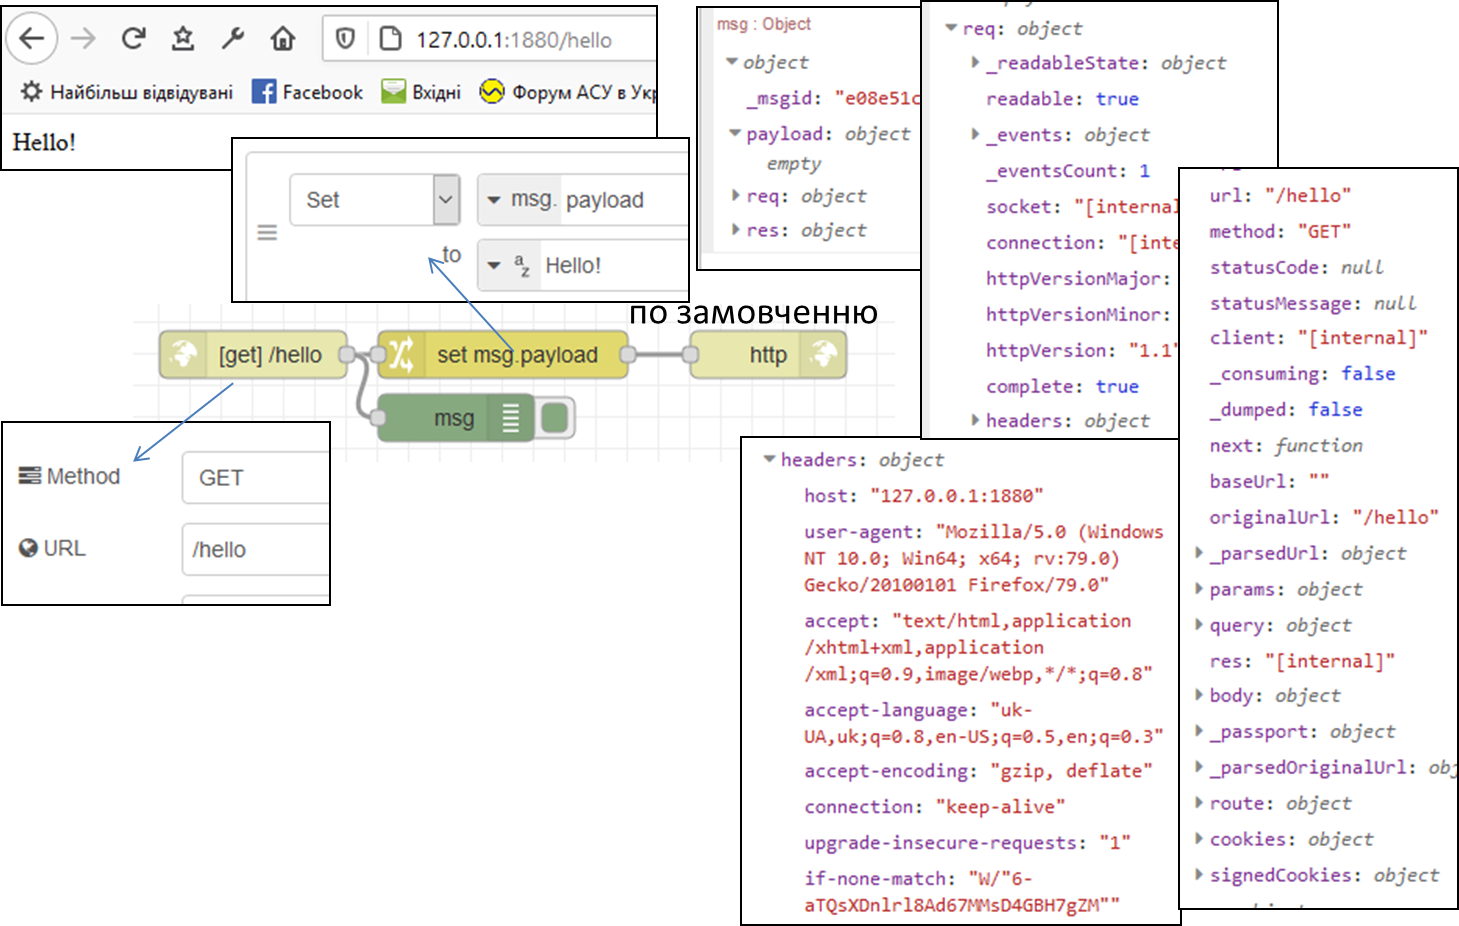 127.0.0.1:1880/hello
Найбільш відвідувані Facebook Вхідні Форум АСУ в Укр
Hello!
Set
msg. payload
to
a z Hello!
по замовченню
[get] /hello
set msg.payload
http
msg
Method GET
URL /hello
msg : Object
object
_msgid: "e08e51c
payload: object
empty
req: object
res: object
req: object
_readableState: object
readable: true
_events: object
_eventsCount: 1
socket: "[internal
connection: "[inte
httpVersionMajor:
httpVersionMinor:
httpVersion: "1.1"
complete: true
headers: object
headers: object
host: "127.0.0.1:1880"
user-agent: "Mozilla/5.0 (Windows
NT 10.0; Win64; x64; rv:79.0)
Gecko/20100101 Firefox/79.0"
accept: "text/html,application
/xhtml+xml,application
/xml;q=0.9,image/webp,*/*;q=0.8"
accept-language: "uk-
UA,uk;q=0.8,en-US;q=0.5,en;q=0.3"
accept-encoding: "gzip, deflate"
connection: "keep-alive"
upgrade-insecure-requests: "1"
if-none-match: "W/"6-
aTQsXDnlrl8Ad67MMsD4GBH7gZM""
url: "/hello"
method: "GET"
statusCode: null
statusMessage: null
client: "[internal]"
_consuming: false
_dumped: false
next: function
baseUrl: ""
originalUrl: "/hello"
_parsedUrl: object
params: object
query: object
res: "[internal]"
body: object
_passport: object
_parsedOriginalUrl: obj
route: object
cookies: object
signedCookies: object